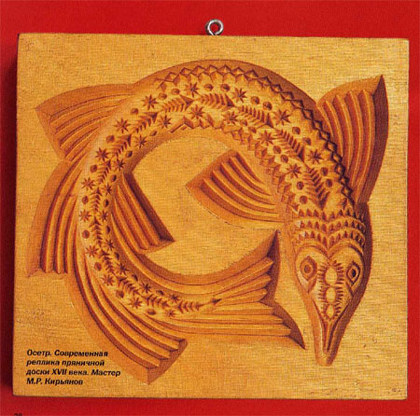 Осетр. Современная
реплика пряничной
доски XVII века. Мастер
М.Р. Кирьянов